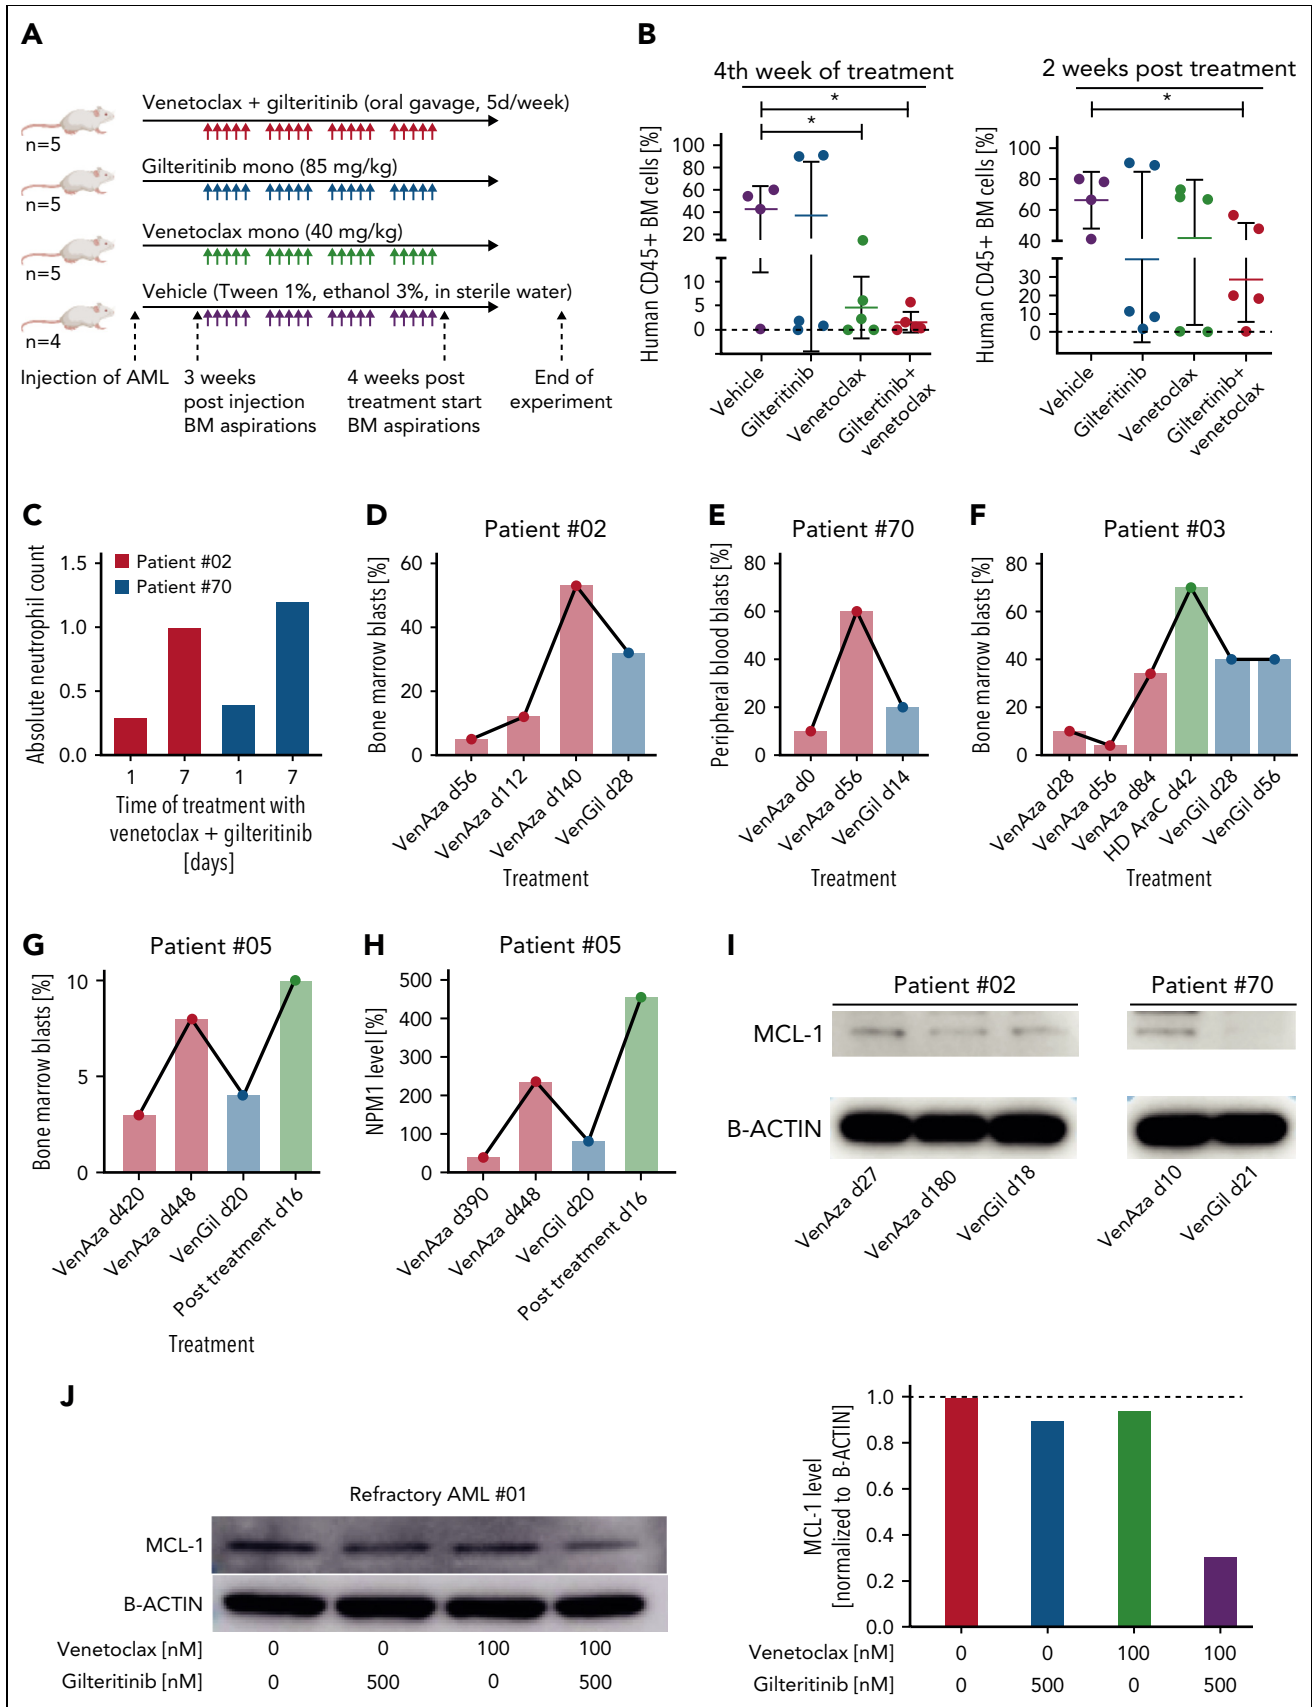 A
Venetoclax + gilteritinib (oral gavage, 5d/week)
n=5
Gilteritinib mono (85 mg/kg)
n=5
Venetoclax mono (40 mg/kg)
n=5
Vehicle (Tween 1%, ethanol 3%, in sterile water)
n=4
Injection of AML
3 weeks
post injection
BM aspirations
4 weeks post
treatment start
BM aspirations
End of
experiment
B
4th week of treatment
*
*
Human CD45+ BM cells [%]
100
80
60
40
20
10
5
0
Vehicle
Gilteritinib
Venetoclax
Gilteritinib+
venetoclax
2 weeks post treatment
*
Human CD45+ BM cells [%]
100
80
60
40
30
20
10
0
Vehicle
Gilteritinib
Venetoclax
Gilteritinib+
venetoclax
C
Absolute neutrophil count
1.5
1.0
0.5
0.0
Patient #02
Patient #70
1 7 1 7
Time of treatment with
venetoclax + gilteritinib
[days]
D
Patient #02
Bone marrow blasts [%]
60
40
20
0
VenAza d56
VenAza d112
VenAza d140
VenGil d28
Treatment
E
Patient #70
Peripheral blood blasts [%]
80
60
40
20
0
VenAza d0
VenAza d56
VenGil d14
Treatment
F
Patient #03
Bone marrow blasts [%]
80
60
40
20
0
VenAza d28
VenAza d56
VenAza d84
HD AraC d42
VenGil d28
VenGil d56
Treatment
G
Patient #05
Bone marrow blasts [%]
10
5
0
VenAza d420
VenAza d448
VenGil d20
Post treatment d16
Treatment
H
Patient #05
NPM1 level [%]
500
400
300
200
100
0
VenAza d390
VenAza d448
VenGil d20
Post treatment d16
I
Patient #02
Patient #70
MCL-1
B-ACTIN
VenAza d27
VenAza d180
VenGil d18
VenAza d10
VenGil d21
J
Refractory AML #01
MCL-1
B-ACTIN
Venetoclax [nM] 0 0 100 100
Gilteritinib [nM] 0 500 0 500
MCL-1 level
[normalized to B-ACTIN]
1.0
0.8
0.6
0.4
0.2
0.0
Venetoclax [nM] 0 0 100 100
Gilteritinib [nM] 0 500 0 500